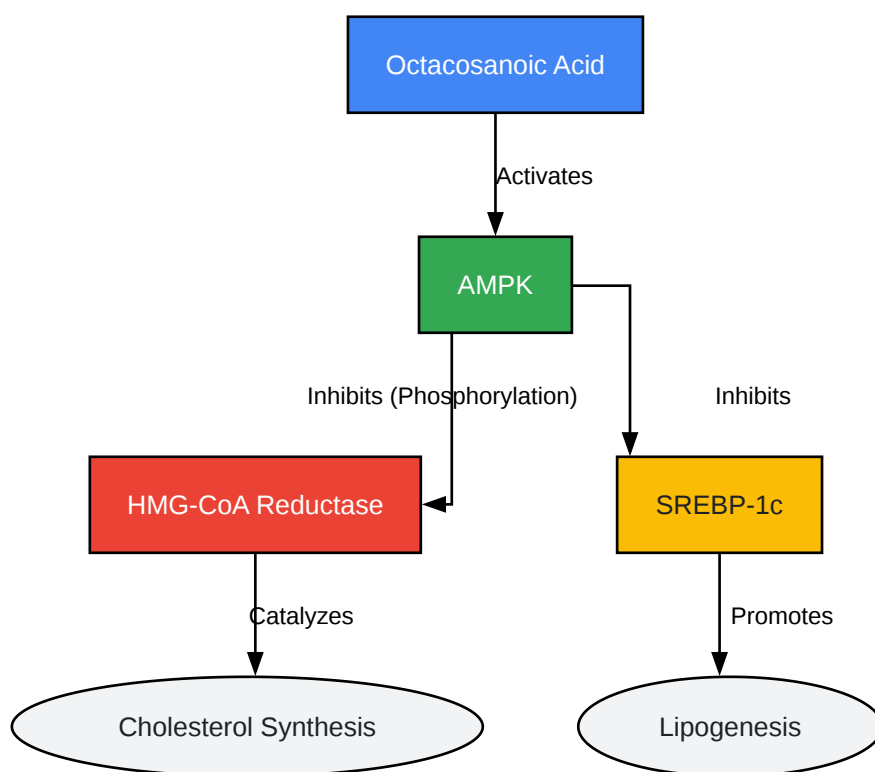 Octacosanoic Acid
Activates
AMPK
Inhibits (Phosphorylation)
Inhibits
HMG-CoA Reductase
SREBP-1c
Catalyzes
Promotes
Cholesterol Synthesis
Lipogenesis